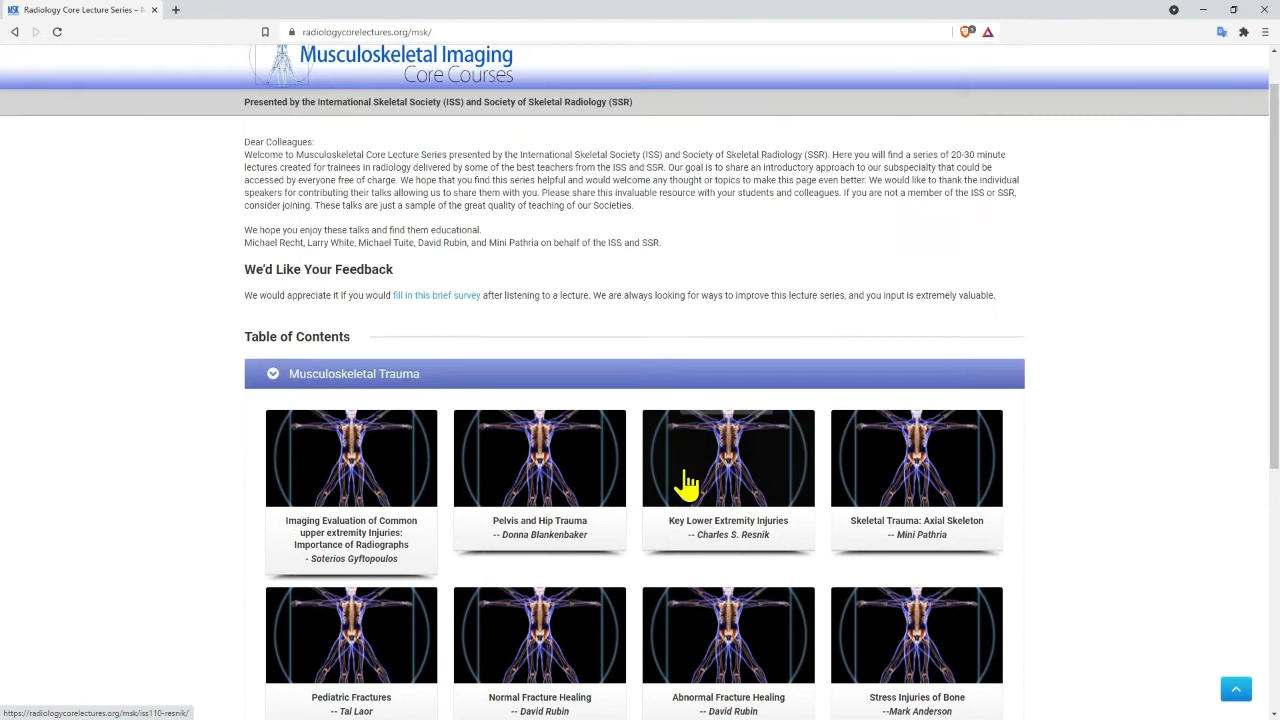 Radiology Core Lecture Series –
radiologycorelectures.org/msk/
Musculoskeletal Imaging
Core Courses
Presented by the International Skeletal Society (ISS) and Society of Skeletal Radiology (SSR)
Dear Colleagues:
Welcome to Musculoskeletal Core Lecture Series presented by the International Skeletal Society (ISS) and Society of Skeletal Radiology (SSR). Here you will find a series of 20-30 minute
lectures created for trainees in radiology delivered by some of the best teachers from the ISS and SSR. Our goal is to share an introductory approach to our subspecialty that could be
accessed by everyone free of charge. We hope that you find this series helpful and would welcome any thought or topics to make this page even better. We would like to thank the individual
speakers for contributing their talks allowing us to share them with you. Please share this invaluable resource with your students and colleagues. If you are not a member of the ISS or SSR,
consider joining. These talks are just a sample of the great quality of teaching of our Societies.
We hope you enjoy these talks and find them educational.
Michael Recht, Larry White, Michael Tuite, David Rubin, and Mini Pathria on behalf of the ISS and SSR.
We'd Like Your Feedback
We would appreciate it if you would fill in this brief survey after listening to a lecture. We are always looking for ways to improve this lecture series, and you input is extremely valuable.
Table of Contents
Musculoskeletal Trauma
Imaging Evaluation of Common
upper extremity Injuries:
Importance of Radiographs
- Soterios Gyftopoulos
Pelvis and Hip Trauma
-- Donna Blankenbaker
Key Lower Extremity Injuries
-- Charles S. Resnik
Skeletal Trauma: Axial Skeleton
-- Mini Pathria
Pediatric Fractures
-- Tal Laor
Normal Fracture Healing
-- David Rubin
Abnormal Fracture Healing
-- David Rubin
Stress Injuries of Bone
--Mark Anderson
https://radiologycorelectures.org/msk/iss110-resnik/